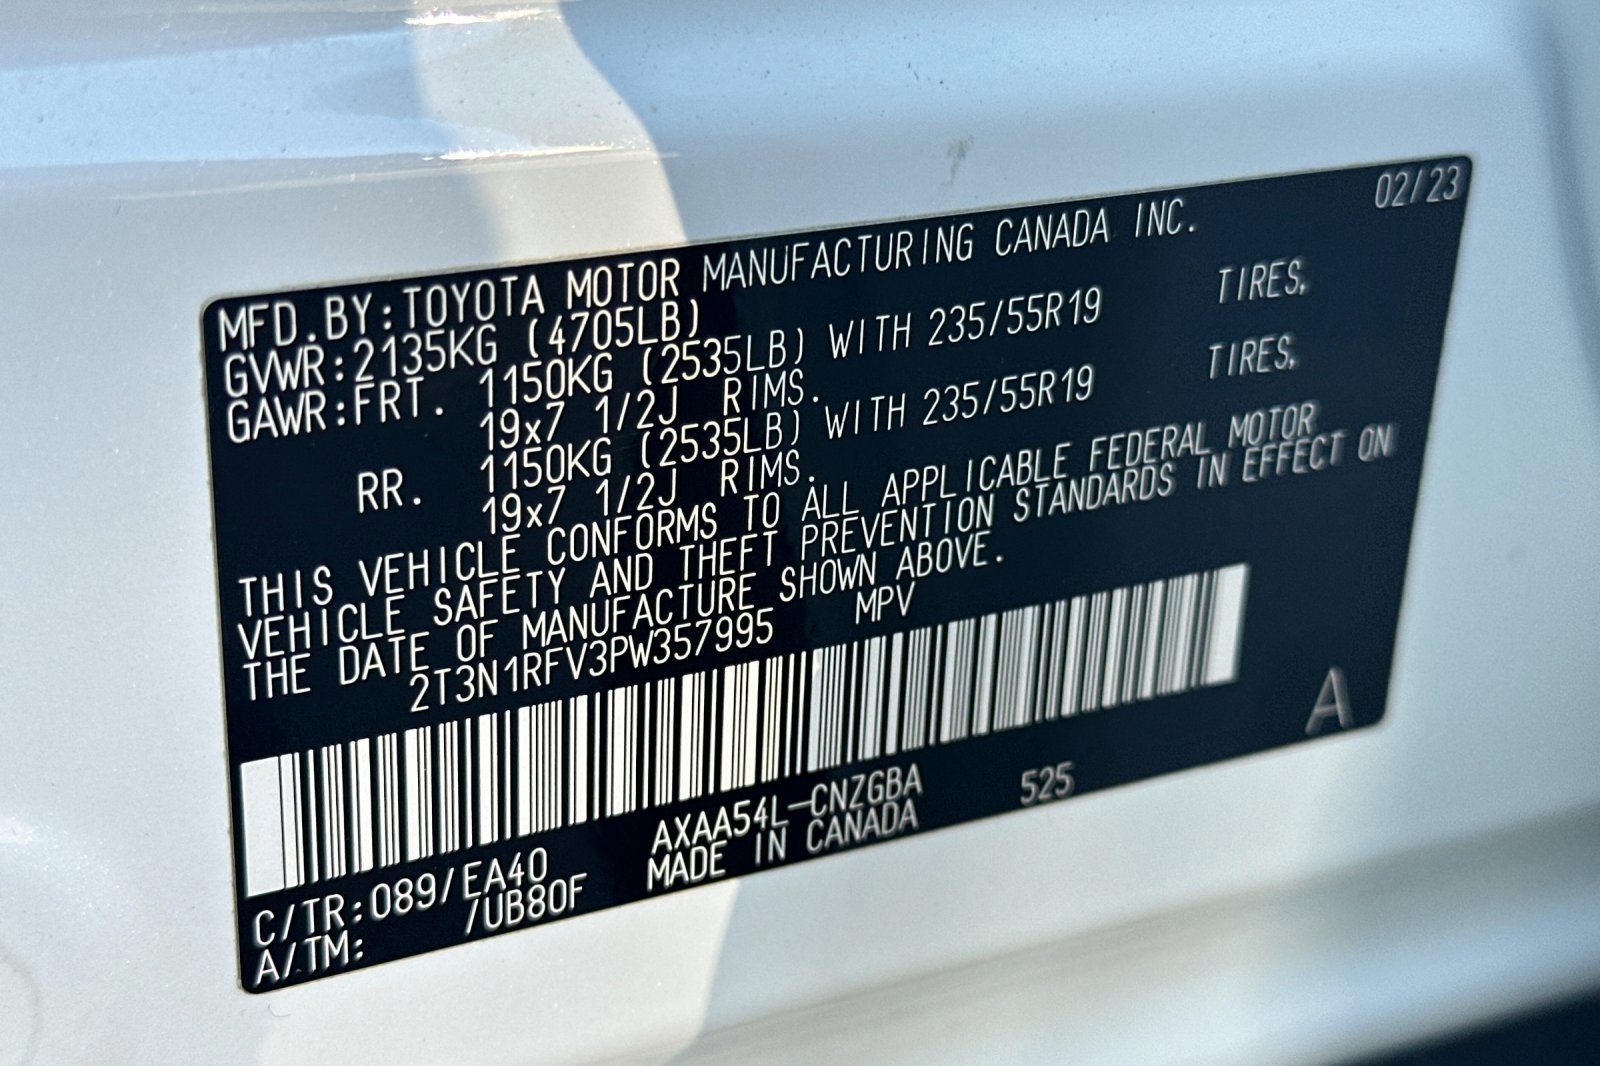 02/23
MFD.BY:TOYOTA MOTOR MANUFACTURING CANADA INC.
GVWR:2135KG (4705LB)
GAWR:FRT. 1150KG (2535LB) WITH 235/55R19 TIRES,
19x7 1/2J RIMS.
RR. 1150KG (2535LB) WITH 235/55R19 TIRES,
19x7 1/2J RIMS.
THIS VEHICLE CONFORMS TO ALL APPLICABLE FEDERAL MOTOR
VEHICLE SAFETY AND THEFT PREVENTION STANDARDS IN EFFECT ON
THE DATE OF MANUFACTURE SHOWN ABOVE.
2T3N1RFV3PW357995 MPV
A
AXAA54L-CNZGBA 525
C/TR:089/EA40 MADE IN CANADA
A/TM: /UB80F